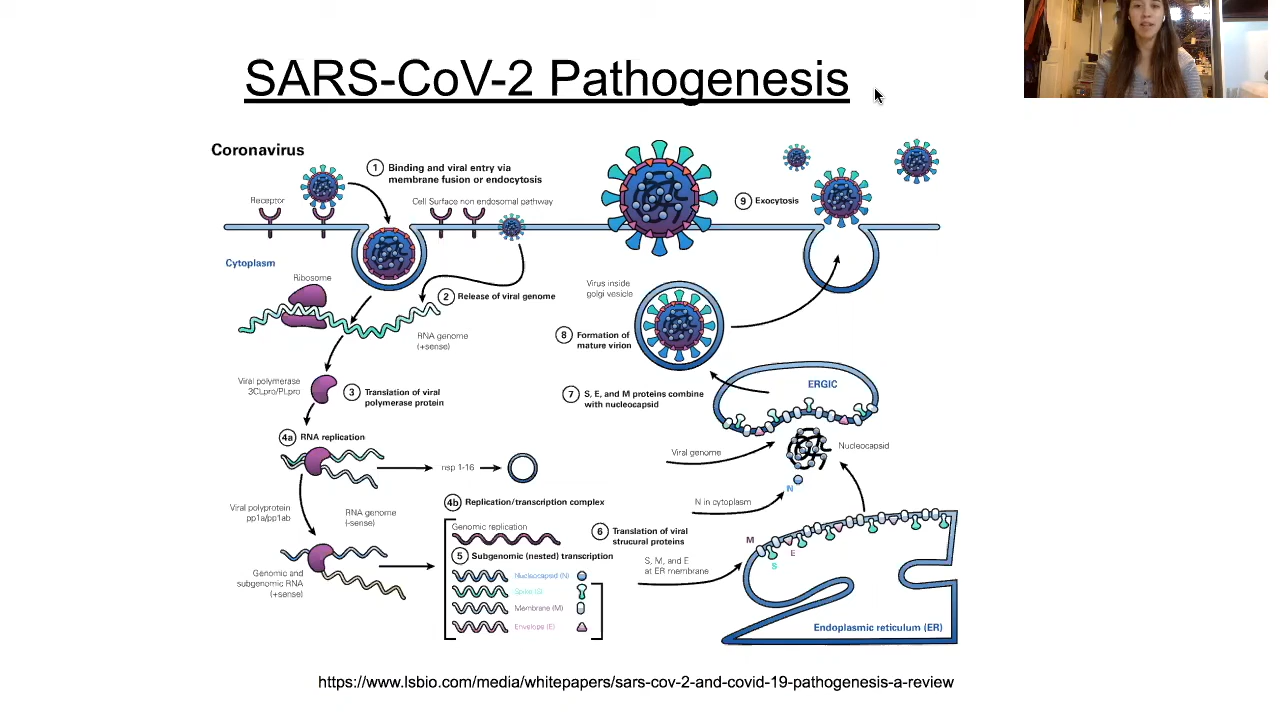 SARS-CoV-2 Pathogenesis
Coronavirus
1 Binding and viral entry via
membrane fusion or endocytosis
Receptor
Cell Surface non endosomal pathway
9 Exocytosis
Cytoplasm
Ribosome
2 Release of viral genome
RNA genome
(+sense)
Virus inside
golgi vesicle
8 Formation of
mature virion
Viral polymerase
3CLpro/PLpro
3 Translation of viral
polymerase protein
7 S, E, and M proteins combine
with nucleocapsid
ERGIC
4a RNA replication
nsp 1-16
Viral genome
Nucleocapsid
N
N in cytoplasm
Viral polyprotein
pp1a/pp1ab
RNA genome
(-sense)
4b Replication/transcription complex
Genomic replication
5 Subgenomic (nested) transcription
Nucleocapsid (N)
Spike (S)
Membrane (M)
Envelope (E)
Genomic and
subgenomic RNA
(+sense)
6 Translation of viral
strucural proteins
S, M, and E
at ER membrane
M
E
S
Endoplasmic reticulum (ER)
https://www.lsbio.com/media/whitepapers/sars-cov-2-and-covid-19-pathogenesis-a-review